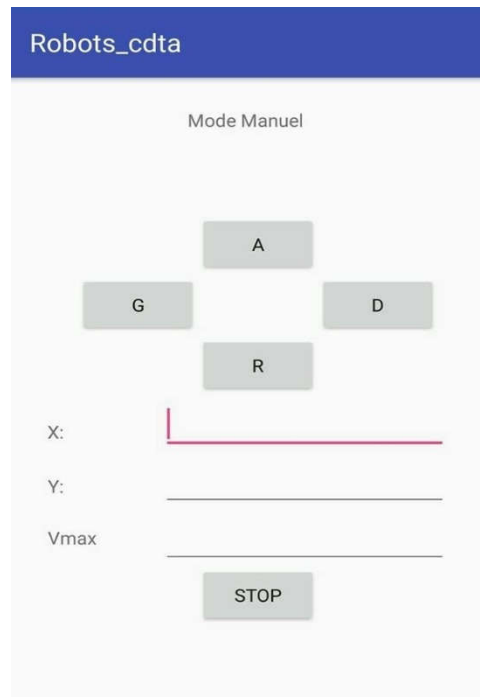 Robots_cdta
Mode Manuel
A
G D
R
X:
Y:
Vmax
STOP